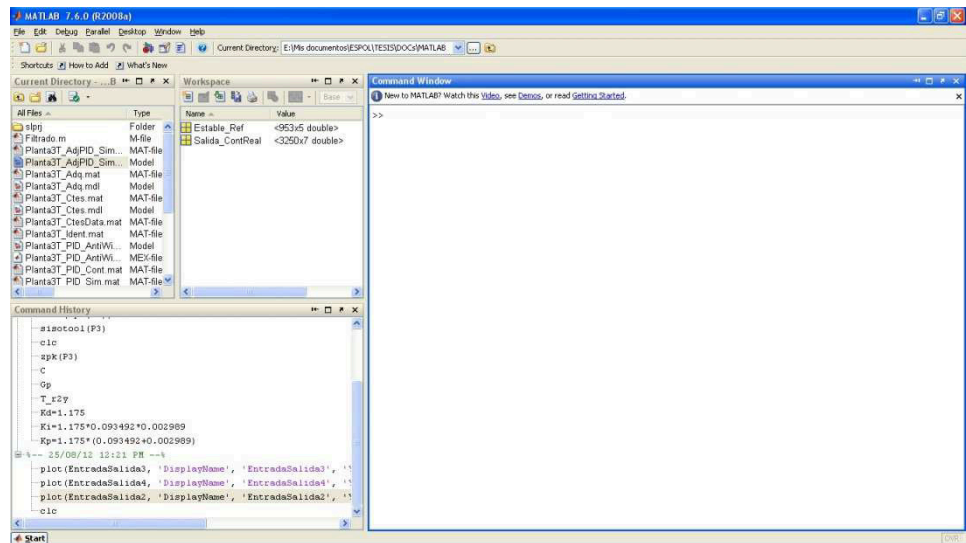 MATLAB 7.6.0 (R2008a)
File Edit Debug Parallel Desktop Window Help
Current Directory: E:\Mis documentos\ESPOL\TESIS\DOCs\MATLAB
Shortcuts How to Add What's New
Current Directory - ...B
All Files Type
slprj Folder
Filtrado.m M-file
Planta3T_AdjPID_Sim... MAT-file
Planta3T_AdjPID_Sim... Model
Planta3T_Adq.mat MAT-file
Planta3T_Adq.mdl Model
Planta3T_Ctes.mat MAT-file
Planta3T_Ctes.mdl Model
Planta3T_CtesData.mat MAT-file
Planta3T_Ident.mat MAT-file
Planta3T_PID_AntiWi... Model
Planta3T_PID_AntiWi... MEX-file
Planta3T_PID_Cont.mat MAT-file
Planta3T_PID_Sim.mat MAT-file
Workspace
Base
Name Value
Estable_Ref <953x5 double>
Salida_ContReal <3250x7 double>
Command History
sisotool(P3)
clc
zpk(P3)
C
Gp
T_r2y
Kd=1.175
Ki=1.175*0.093492*0.002989
Kp=1.175*(0.093492+0.002989)
%-- 25/08/12 12:21 PM --%
plot(EntradaSalida3, 'DisplayName', 'EntradaSalida3', '
plot(EntradaSalida4, 'DisplayName', 'EntradaSalida4', '
plot(EntradaSalida2, 'DisplayName', 'EntradaSalida2', '
clc
Command Window
New to MATLAB? Watch this Video, see Demos, or read Getting Started.
>>
Start
OVR